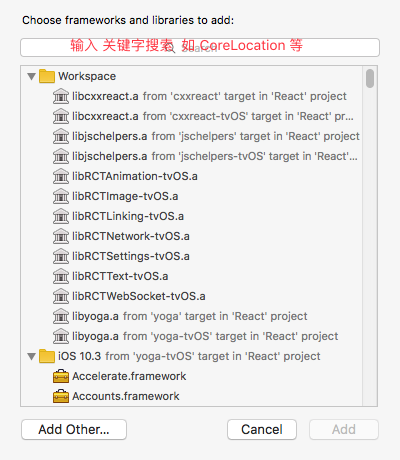 Choose frameworks and libraries to add:
输入 关键字搜索 如 CoreLocation 等
Search
Workspace
libcxxreact.a from 'cxxreact' target in 'React' project
libcxxreact.a from 'cxxreact-tvOS' target in 'React' pr...
libjschelpers.a from 'jschelpers' target in 'React' project
libjschelpers.a from 'jschelpers-tvOS' target in 'React'...
libRCTAnimation-tvOS.a
libRCTImage-tvOS.a
libRCTLinking-tvOS.a
libRCTNetwork-tvOS.a
libRCTSettings-tvOS.a
libRCTText-tvOS.a
libRCTWebSocket-tvOS.a
libyoga.a from 'yoga' target in 'React' project
libyoga.a from 'yoga-tvOS' target in 'React' project
iOS 10.3 from 'yoga-tvOS' target in 'React' project
Accelerate.framework
Accounts.framework
Add Other... Cancel Add